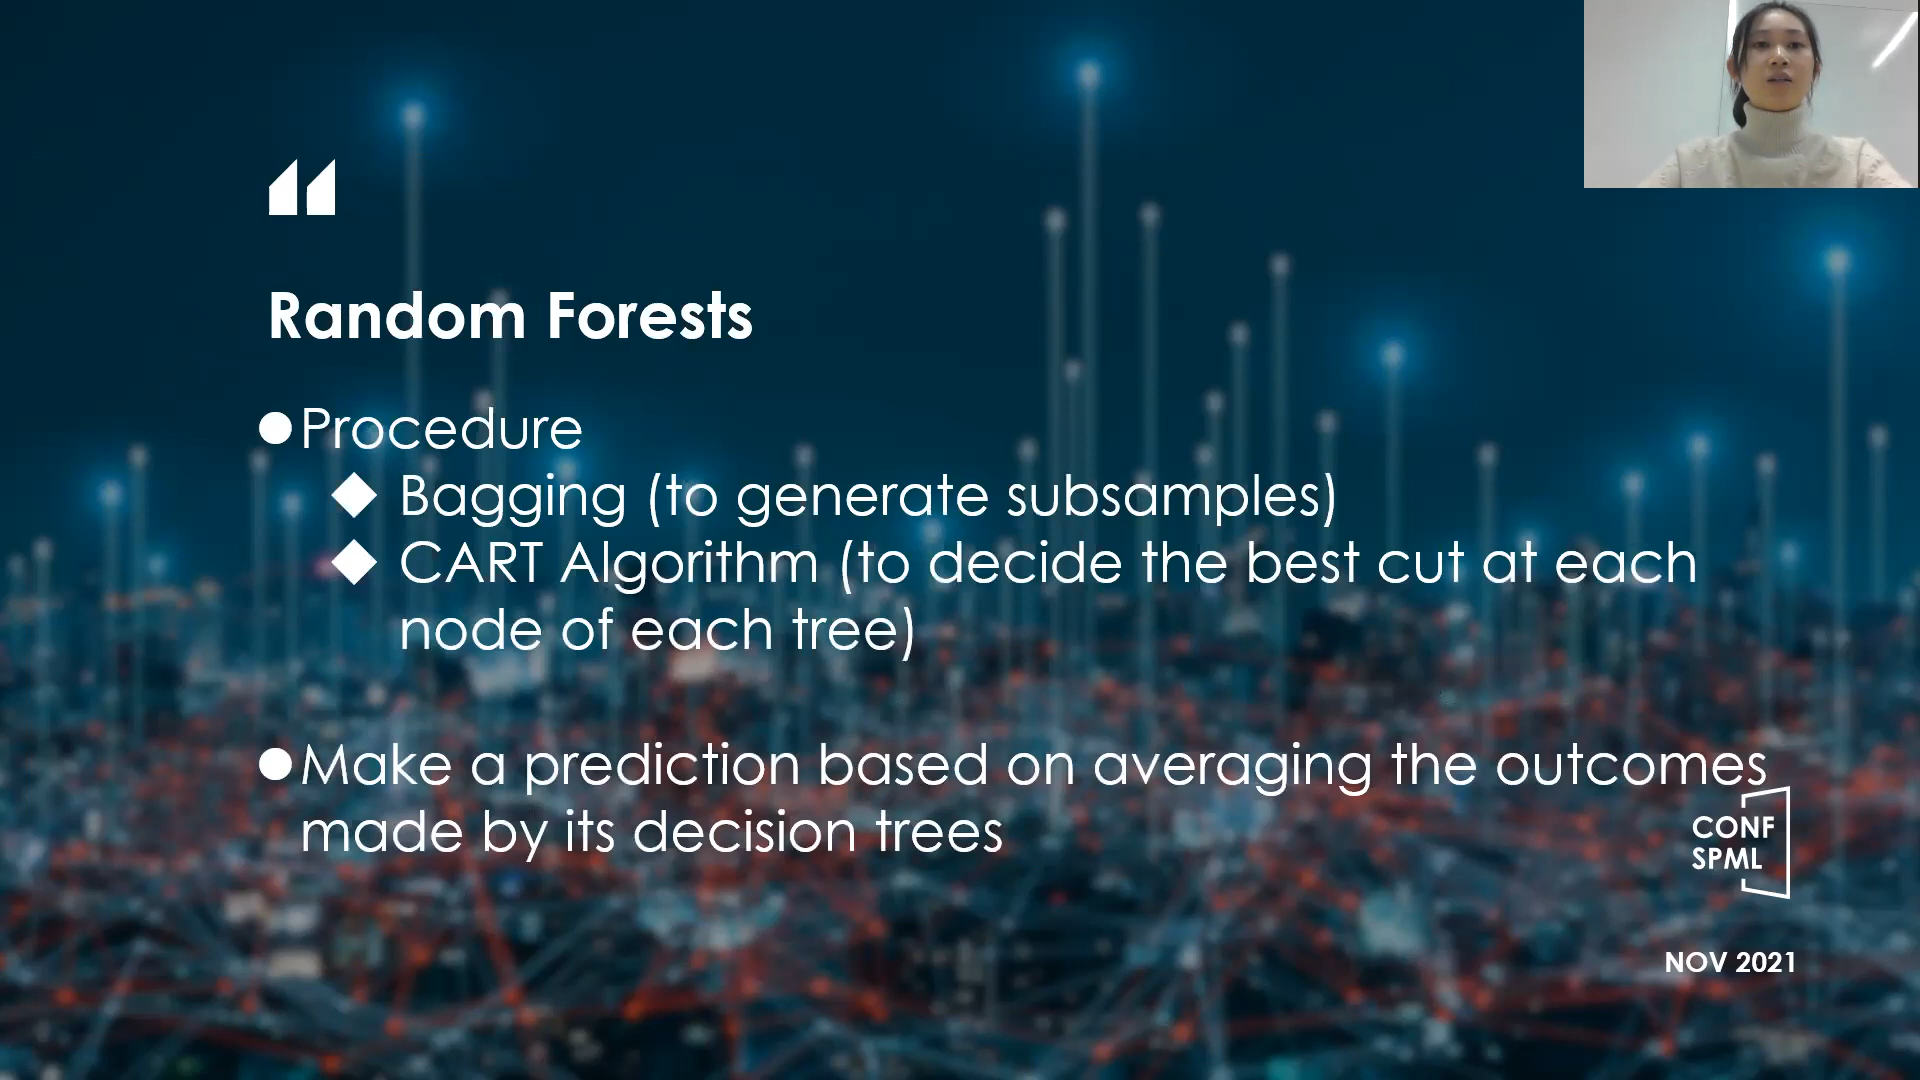 Random Forests
Procedure
Bagging (to generate subsamples)
CART Algorithm (to decide the best cut at each
node of each tree)
Make a prediction based on averaging the outcomes
made by its decision trees
CONF
SPML
NOV 2021